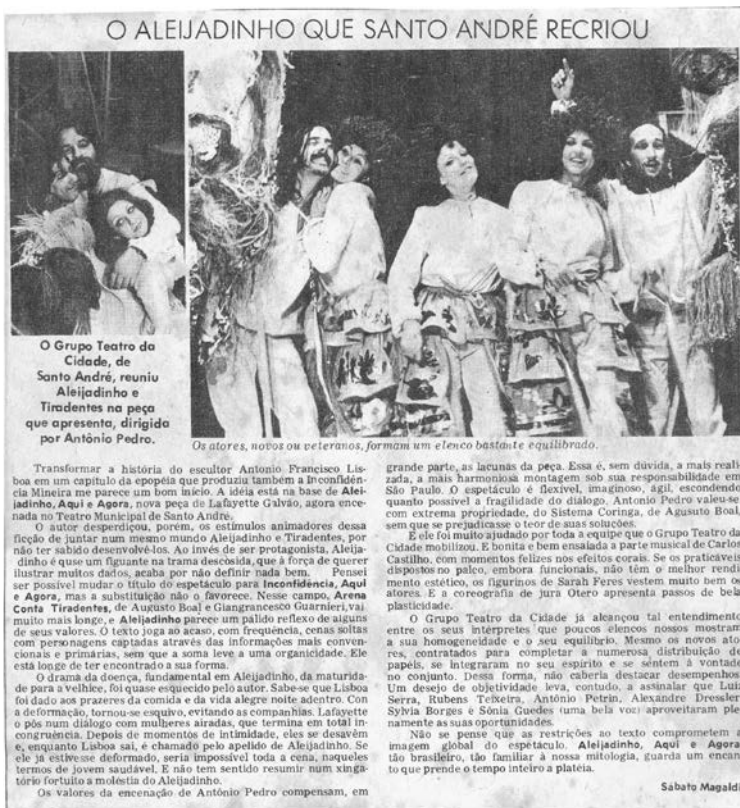 O ALEIJADINHO QUE SANTO ANDRÉ RECRIOU
O Grupo Teatro da
Cidade, de
Santo André, reuniu
Aleijadinho e
Tiradentes na peça
que apresenta, dirigida
por Antônio Pedro.
Os atores, novos ou veteranos, formam um elenco bastante equilibrado.
Transformar a história do escultor Antonio Francisco Lis-
boa em um capítulo da epopéia que produziu também a Inconfidên-
cia Mineira me parece um bom início. A idéia está na base de Alei-
jadinho, Aqui e Agora, nova peça de Lafayette Galvão, agora ence-
nada no Teatro Municipal de Santo André.
O autor desperdiçou, porém, os estímulos animadores dessa
ficção de juntar num mesmo mundo Aleijadinho e Tiradentes, por
não ter sabido desenvolvê-los. Ao invés de ser protagonista, Aleija-
dinho é quse um figuante na trama descosida, que à força de querer
ilustrar muitos dados, acaba por não definir nada bem. Pensei
ser possível mudar o título do espetáculo para Inconfidência, Aqui
e Agora, mas a substituição não o favorece. Nesse campo, Arena
Conta Tiradentes, de Augusto Boal e Giangrancesco Guarnieri, vai
muito mais longe, e Aleijadinho parece um pálido reflexo de alguns
de seus valores. O texto joga ao acaso, com frequência, cenas soltas
com personagens captadas através das informações mais conven-
cionais e primárias, sem que a soma leve a uma organicidade. Ele
está longe de ter encontrado a sua forma.
O drama da doença, fundamental em Aleijadinho, da maturida-
de para a velhice, foi quase esquecido pelo autor. Sabe-se que Lisboa
foi dado aos prazeres da comida e da vida alegre noite adentro. Con
a deformação, tornou-se esquivo, evitando as companhias. Lafayette
o pôs num diálogo com mulheres airadas, que termina em total in-
congruência. Depois de momentos de intimidade, eles se desavêm
e, enquanto Lisboa sai, é chamado pelo apelido de Aleijadinho. Se
ele já estivesse deformado, seria impossível toda a cena, naqueles
termos de jovem saudável. E não tem sentido resumir num xinga-
tório fortuito a moléstia do Aleijadinho.
Os valores da encenação de Antônio Pedro compensam, em
grande parte, as lacunas da peça. Essa é, sem dúvida, a mais reali-
zada, a mais harmoniosa montagem sob sua responsabilidade em
São Paulo. O espetáculo é flexível, imaginoso, ágil, escondendo
quanto possível a fragilidade do diálogo. Antonio Pedro valeu-se
com extrema propriedade, do Sistema Coringa, de Agusuto Boal,
sem que se prejudicasse o teor de suas soluções.
E ele foi muito ajudado por toda a equipe que o Grupo Teatro da
Cidade mobilizou. E bonita e bem ensaiada a parte musical de Carlos
Castilho, com momentos felizes nos efeitos corais. Se os praticáveis
dispostos no palco, embora funcionais, não têm o melhor rendi
mento estético, os figurinos de Sarah Feres vestem muito bem os
atores. E a coreografia de jura Otero apresenta passos de bela
plasticidade.
O Grupo Teatro da Cidade já alcançou tal entendimento
entre os seus interpretes que poucos elencos nossos mostram
a sua homogeneidade e o seu equilíbrio. Mesmo os novos ato-
res, contratados para completar a numerosa distribuição de
papéis, se integraram no seu espírito e se sentem à vontade
no conjunto. Dessa forma, não caberia destacar desempenhos
Um desejo de objetividade leva, contudo, a assinalar que Luis
Serra, Rubens Teixeira, Antônio Petrin, Alexandre Dressler
Sylvia Borges é Sônia Guedes (uma bela voz) aproveitaram ple-
namente as suas oportunidades.
Não se pense que as restrições ao texto comprometem a
imagem global do espetáculo. Aleijadinho, Aqui e Agora
tão brasileiro, tão familiar à nossa mitologia, guarda um encan
to que prende o tempo inteiro a platéia.
Sábato Magaldi